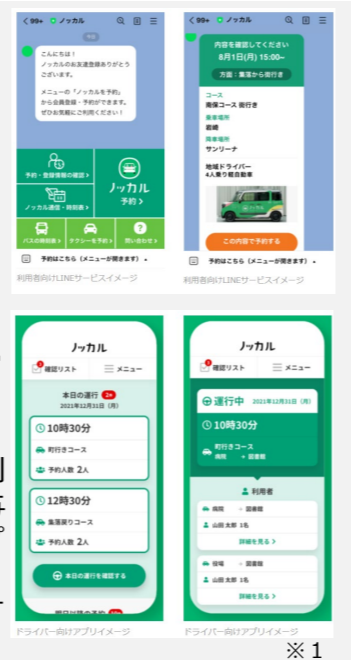 99+ ノッカル
今日
こんにちは！
ノッカルのお友達登録ありがとう
ございます。
メニューの「ノッカルを予約」
から会員登録・予約ができます。
ぜひお気軽にご利用ください！
予約・登録情報
の確認
ノッカル通信・時刻表
ノッカル
予約
バスの時刻表
タクシーを予約
問い合わせ
予約はこちら（メニューが開きます）
利用者向けLINEサービスイメージ
99+ ノッカル
内容を確認してください
8月1日(月) 15:00~
方面：集落から街行き
コース
南保コース 街行き
乗車場所
岩崎
降車場所
サンリーナ
地域ドライバー
4人乗り軽自動車
この内容で予約する
予約はこちら（メニューが開きます）
利用者向けLINEサービスイメージ
ノッカル
確認リスト
メニュー
本日の運行 2件
2021年12月31日（月）
10時30分
町行きコース
予約人数 2人
12時30分
集落戻りコース
予約人数 2人
本日の運行を確認する
明日以降の予約
ドライバー向けアプリイメージ
ノッカル
確認リスト
メニュー
運行中 2021年12月31日（月）
10時30分
町行きコース
病院 図書館
利用者
病院 図書館
山田 太郎 1名
詳細を見る
役場 図書館
山田 太郎 1名
詳細を見る
ドライバー向けアプリイメージ
※１